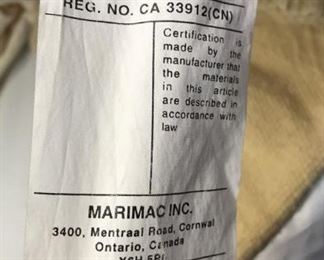 REG. NO. CA 33912(CN)
Certification is
made by the
manufacturer that
the materials
in this article
are described in
accordance with
law
MARIMAC INC.
3400, Mentraal Road, Cornwal
Ontario, Canada